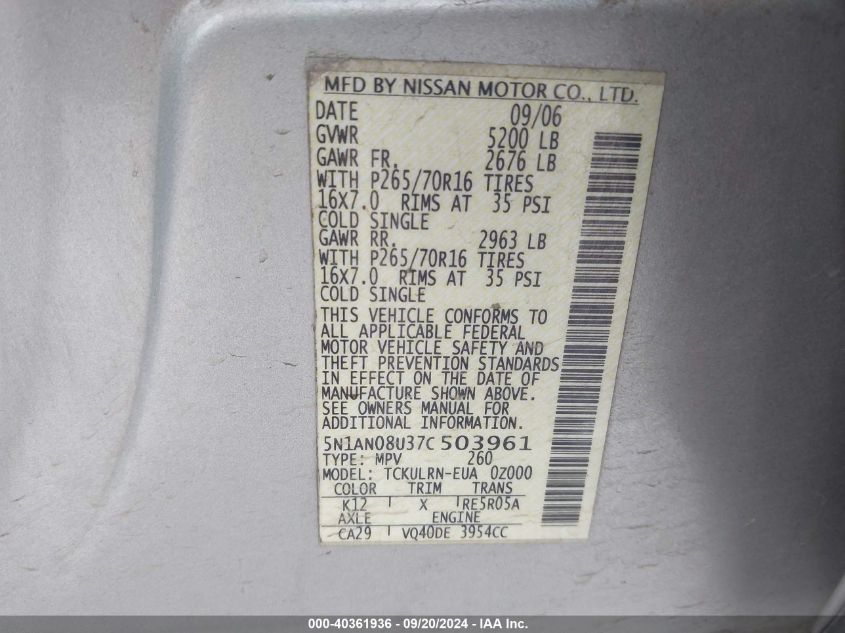 MFD BY NISSAN MOTOR CO., LTD.
DATE 09/06
GVWR 5200 LB
GAWR FR. 2676 LB
WITH P265/70R16 TIRES
16X7.0 RIMS AT 35 PSI
COLD SINGLE
GAWR RR. 2963 LB
WITH P265/70R16 TIRES
16X7.0 RIMS AT 35 PSI
COLD SINGLE
THIS VEHICLE CONFORMS TO
ALL APPLICABLE FEDERAL
MOTOR VEHICLE SAFETY AND
THEFT PREVENTION STANDARDS
IN EFFECT ON THE DATE OF
MANUFACTURE SHOWN ABOVE.
SEE OWNERS MANUAL FOR
ADDITIONAL INFORMATION.
5N1AN08U37C503961
TYPE: MPV 260
MODEL: TCKULRN-EUA 0Z000
COLOR TRIM TRANS
K12 X RE5R05A
AXLE ENGINE
CA29 VQ40DE 3954CC
000-40361936 - 09/20/2024 - IAA Inc.